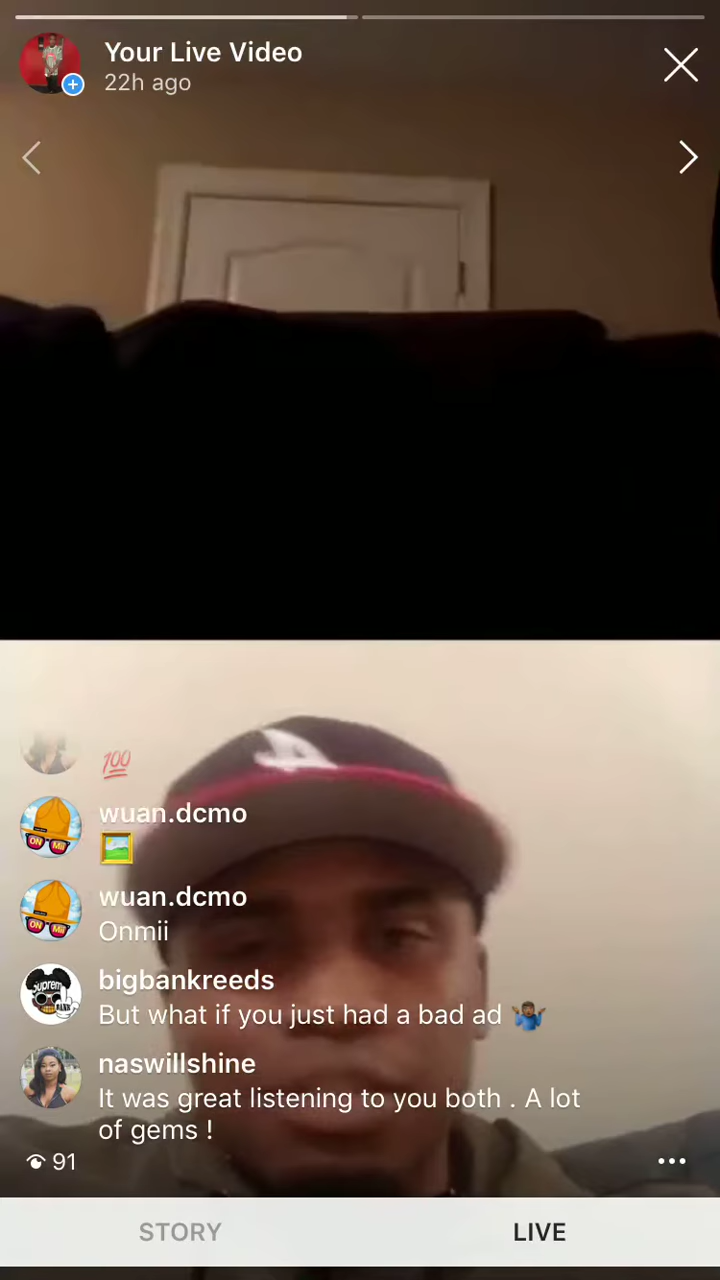 Your Live Video
22h ago
💯
wuan.dcmo
🖼️
wuan.dcmo
Onmii
bigbankreeds
But what if you just had a bad ad 🤷🏾‍♂️
naswillshine
It was great listening to you both . A lot
of gems !
91
STORY
LIVE